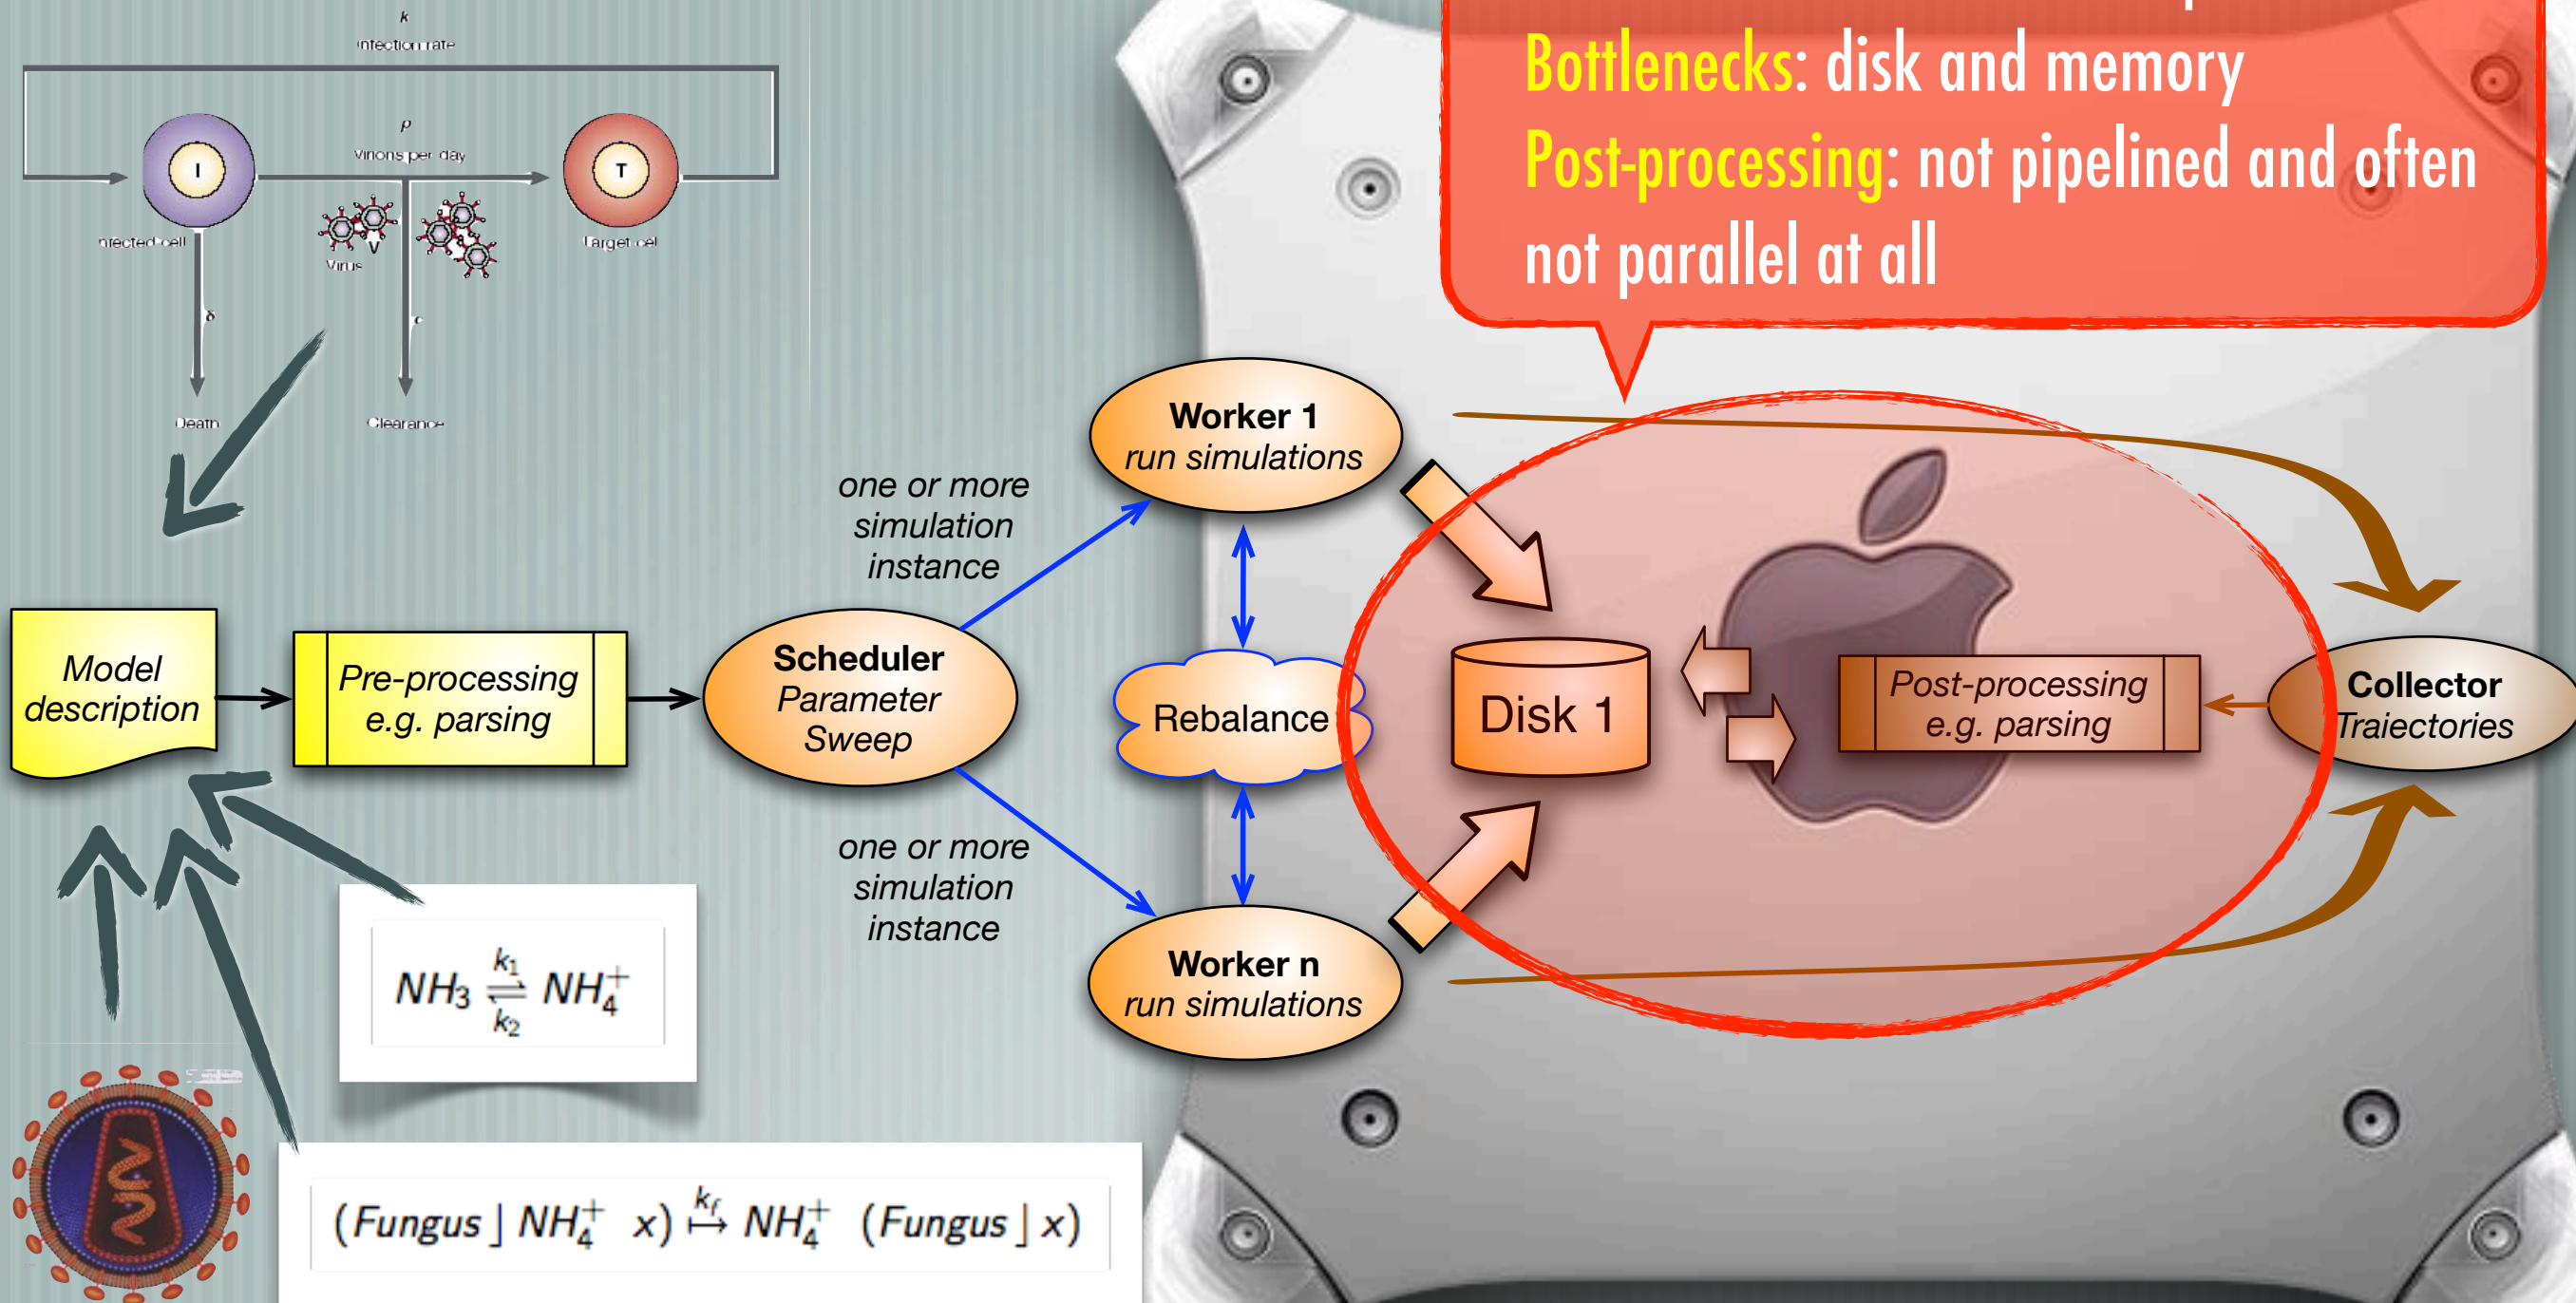 k
Infection rate
Bottlenecks: disk and memory
Post-processing: not pipelined and often
not parallel at all
p
Virions per day
I
T
Infected cell
V
Virus
Target cell
δ
c
Death
Clearance
Worker 1
run simulations
one or more
simulation
instance
Model
description
Pre-processing
e.g. parsing
Scheduler
Parameter
Sweep
Rebalance
Disk 1
Post-processing
e.g. parsing
Collector
Traiectories
one or more
simulation
instance
Worker n
run simulations
NH₃ k₁ ⇌ k₂ NH₄⁺
(Fungus ⌋ NH₄⁺ x) k_f ↦ NH₄⁺ (Fungus ⌋ x)